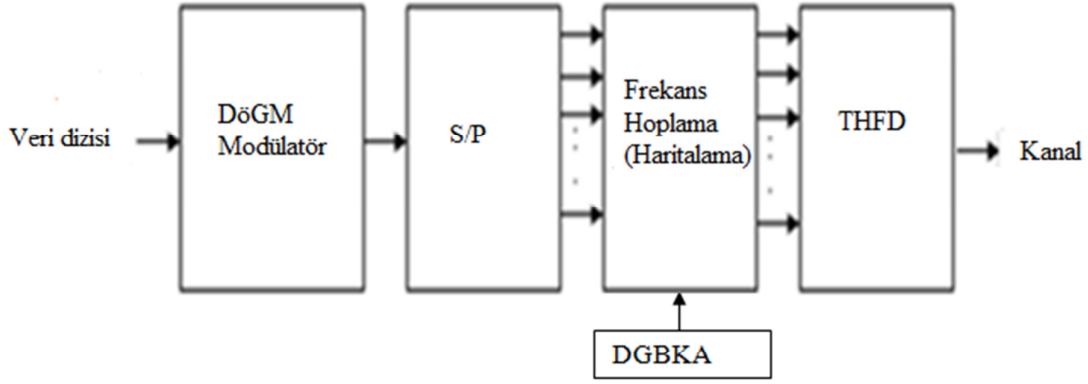 Veri dizisi
DöGM
Modülatör
S/P
Frekans
Hoplama
(Haritalama)
THFD
Kanal
DGBKA